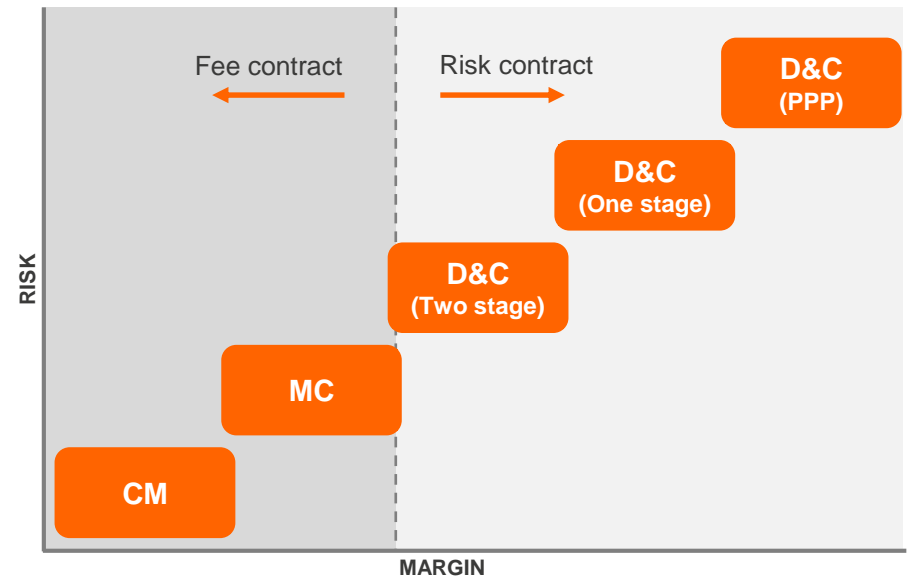 Fee contract
Risk contract
D&C
(PPP)
D&C
(One stage)
D&C
(Two stage)
MC
CM
RISK
MARGIN